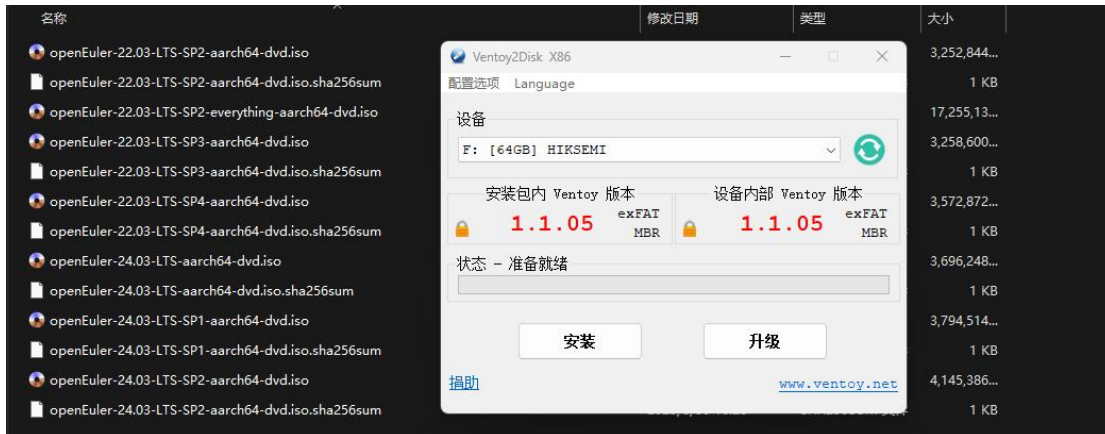 名称 修改日期 类型 大小
openEuler-22.03-LTS-SP2-aarch64-dvd.iso 3,252,844...
openEuler-22.03-LTS-SP2-aarch64-dvd.iso.sha256sum 1 KB
openEuler-22.03-LTS-SP2-everything-aarch64-dvd.iso 17,255,13...
openEuler-22.03-LTS-SP3-aarch64-dvd.iso 3,258,600...
openEuler-22.03-LTS-SP3-aarch64-dvd.iso.sha256sum 1 KB
openEuler-22.03-LTS-SP4-aarch64-dvd.iso 3,572,872...
openEuler-22.03-LTS-SP4-aarch64-dvd.iso.sha256sum 1 KB
openEuler-24.03-LTS-aarch64-dvd.iso 3,696,248...
openEuler-24.03-LTS-aarch64-dvd.iso.sha256sum 1 KB
openEuler-24.03-LTS-SP1-aarch64-dvd.iso 3,794,514...
openEuler-24.03-LTS-SP1-aarch64-dvd.iso.sha256sum 1 KB
openEuler-24.03-LTS-SP2-aarch64-dvd.iso 4,145,386...
openEuler-24.03-LTS-SP2-aarch64-dvd.iso.sha256sum 1 KB
Ventoy2Disk X86
配置选项 Language
设备
F: [64GB] HIKSEMI
安装包内 Ventoy 版本 设备内部 Ventoy 版本
1.1.05 exFAT MBR 1.1.05 exFAT MBR
状态 - 准备就绪
安装 升级
捐助 www.ventoy.net